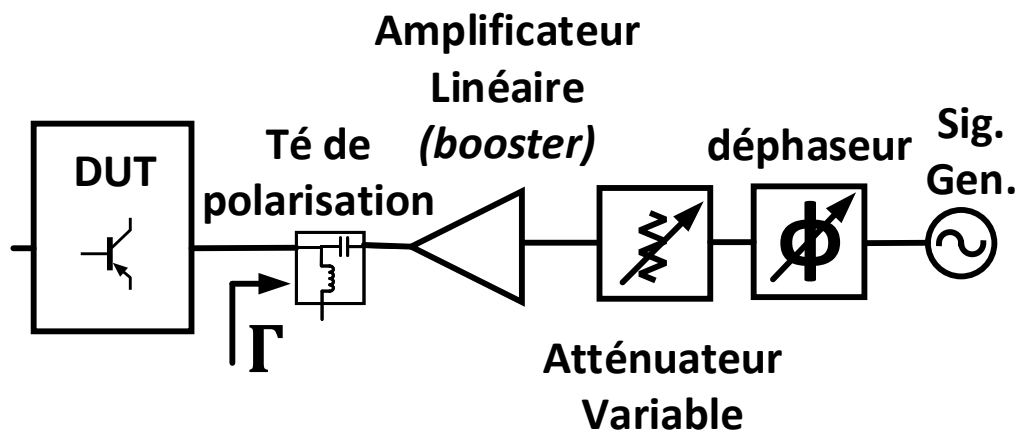 Amplificateur
Linéaire
(booster)
Té de
polarisation
DUT
déphaseur
Sig.
Gen.
ϕ
Γ
Atténuateur
Variable